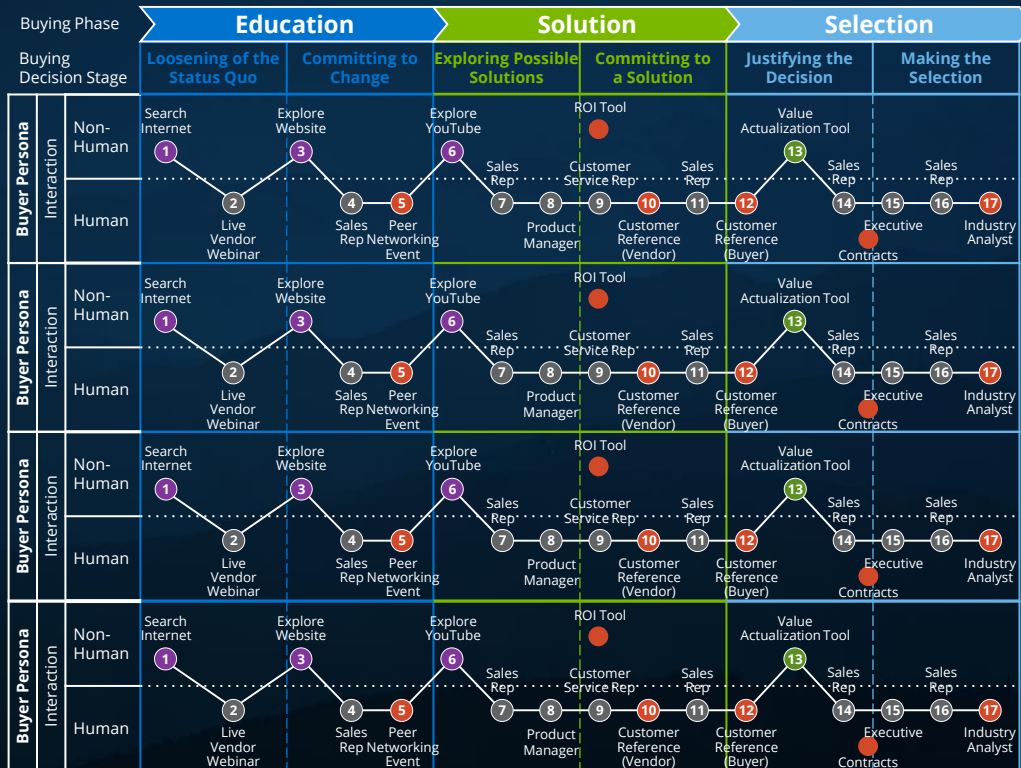 Buying Phase
Education
Solution
Selection
Buying
Decision Stage
Loosening of the
Status Quo
Committing to
Change
Exploring Possible
Solutions
Committing to
a Solution
Justifying the
Decision
Making the
Selection
Buyer Persona
Interaction
Non-
Human
Human
Search
Internet
1
2
Live
Vendor
Webinar
Explore
Website
3
4
Sales
Rep
5
Peer
Networking
Event
Explore
YouTube
6
Sales
Rep
7
8
Product
Manager
ROI Tool
Customer
Service Rep
9
10
Customer
Reference
(Vendor)
Sales
Rep
11
12
Customer
Reference
(Buyer)
Value
Actualization Tool
13
Sales
Rep
14
Contracts
15
Executive
Sales
Rep
16
17
Industry
Analyst
Buyer Persona
Interaction
Non-
Human
Human
Search
Internet
1
2
Live
Vendor
Webinar
Explore
Website
3
4
Sales
Rep
5
Peer
Networking
Event
Explore
YouTube
6
Sales
Rep
7
8
Product
Manager
ROI Tool
Customer
Service Rep
9
10
Customer
Reference
(Vendor)
Sales
Rep
11
12
Customer
Reference
(Buyer)
Value
Actualization Tool
13
Sales
Rep
14
Contracts
15
Executive
Sales
Rep
16
17
Industry
Analyst
Buyer Persona
Interaction
Non-
Human
Human
Search
Internet
1
2
Live
Vendor
Webinar
Explore
Website
3
4
Sales
Rep
5
Peer
Networking
Event
Explore
YouTube
6
Sales
Rep
7
8
Product
Manager
ROI Tool
Customer
Service Rep
9
10
Customer
Reference
(Vendor)
Sales
Rep
11
12
Customer
Reference
(Buyer)
Value
Actualization Tool
13
Sales
Rep
14
Contracts
15
Executive
Sales
Rep
16
17
Industry
Analyst
Buyer Persona
Interaction
Non-
Human
Human
Search
Internet
1
2
Live
Vendor
Webinar
Explore
Website
3
4
Sales
Rep
5
Peer
Networking
Event
Explore
YouTube
6
Sales
Rep
7
8
Product
Manager
ROI Tool
Customer
Service Rep
9
10
Customer
Reference
(Vendor)
Sales
Rep
11
12
Customer
Reference
(Buyer)
Value
Actualization Tool
13
Sales
Rep
14
Contracts
15
Executive
Sales
Rep
16
17
Industry
Analyst